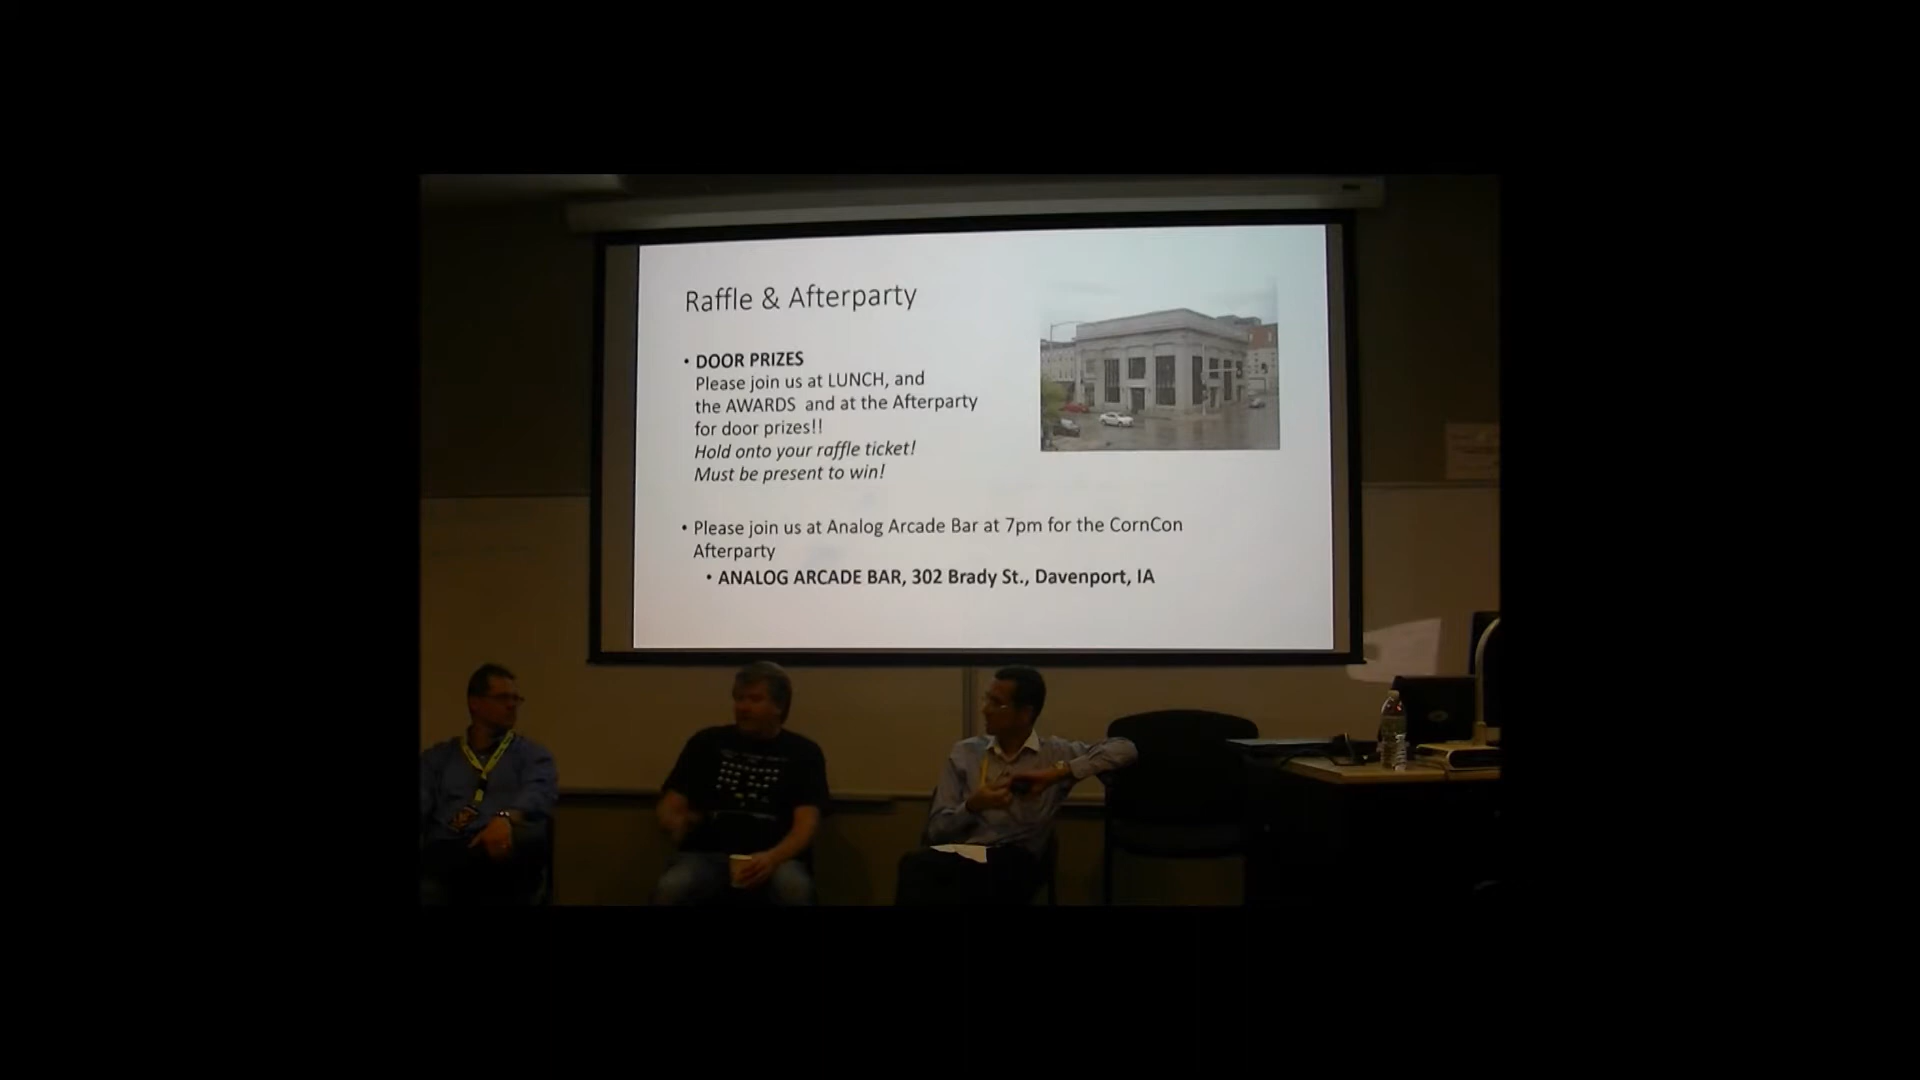 Raffle & Afterparty
• DOOR PRIZES
Please join us at LUNCH, and
the AWARDS and at the Afterparty
for door prizes!!
Hold onto your raffle ticket!
Must be present to win!
• Please join us at Analog Arcade Bar at 7pm for the CornCon
Afterparty
• ANALOG ARCADE BAR, 302 Brady St., Davenport, IA